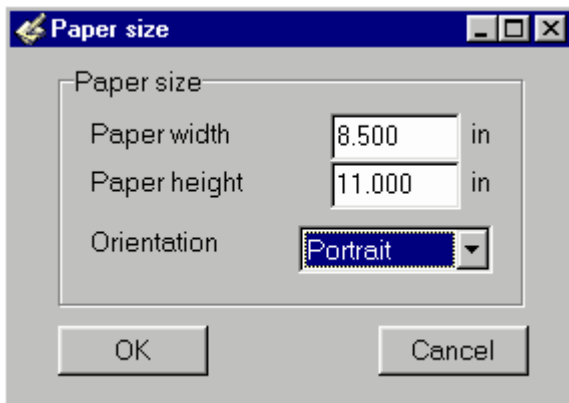 Paper size
Paper size
Paper width 8.500 in
Paper height 11.000 in
Orientation Portrait
OK Cancel